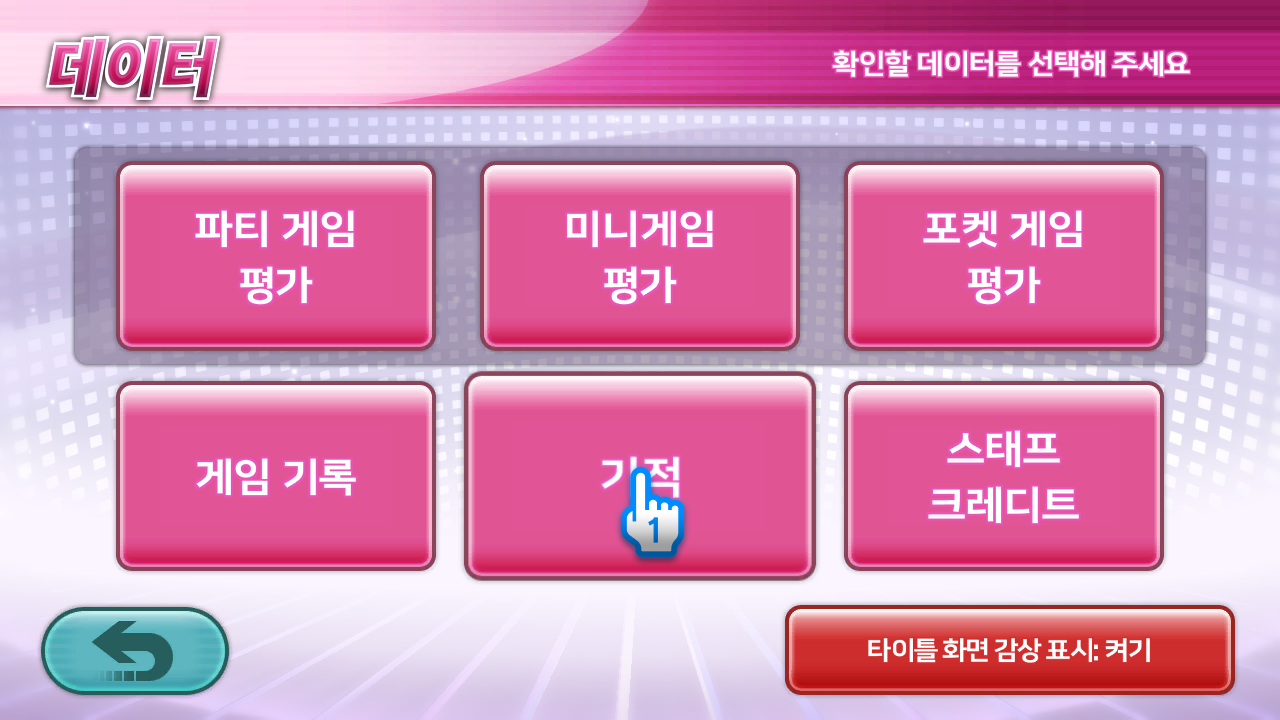 데이터
확인할 데이터를 선택해 주세요
파티 게임
평가
미니게임
평가
포켓 게임
평가
게임 기록
스태프
크레디트
1
타이틀 화면 감상 표시: 켜기